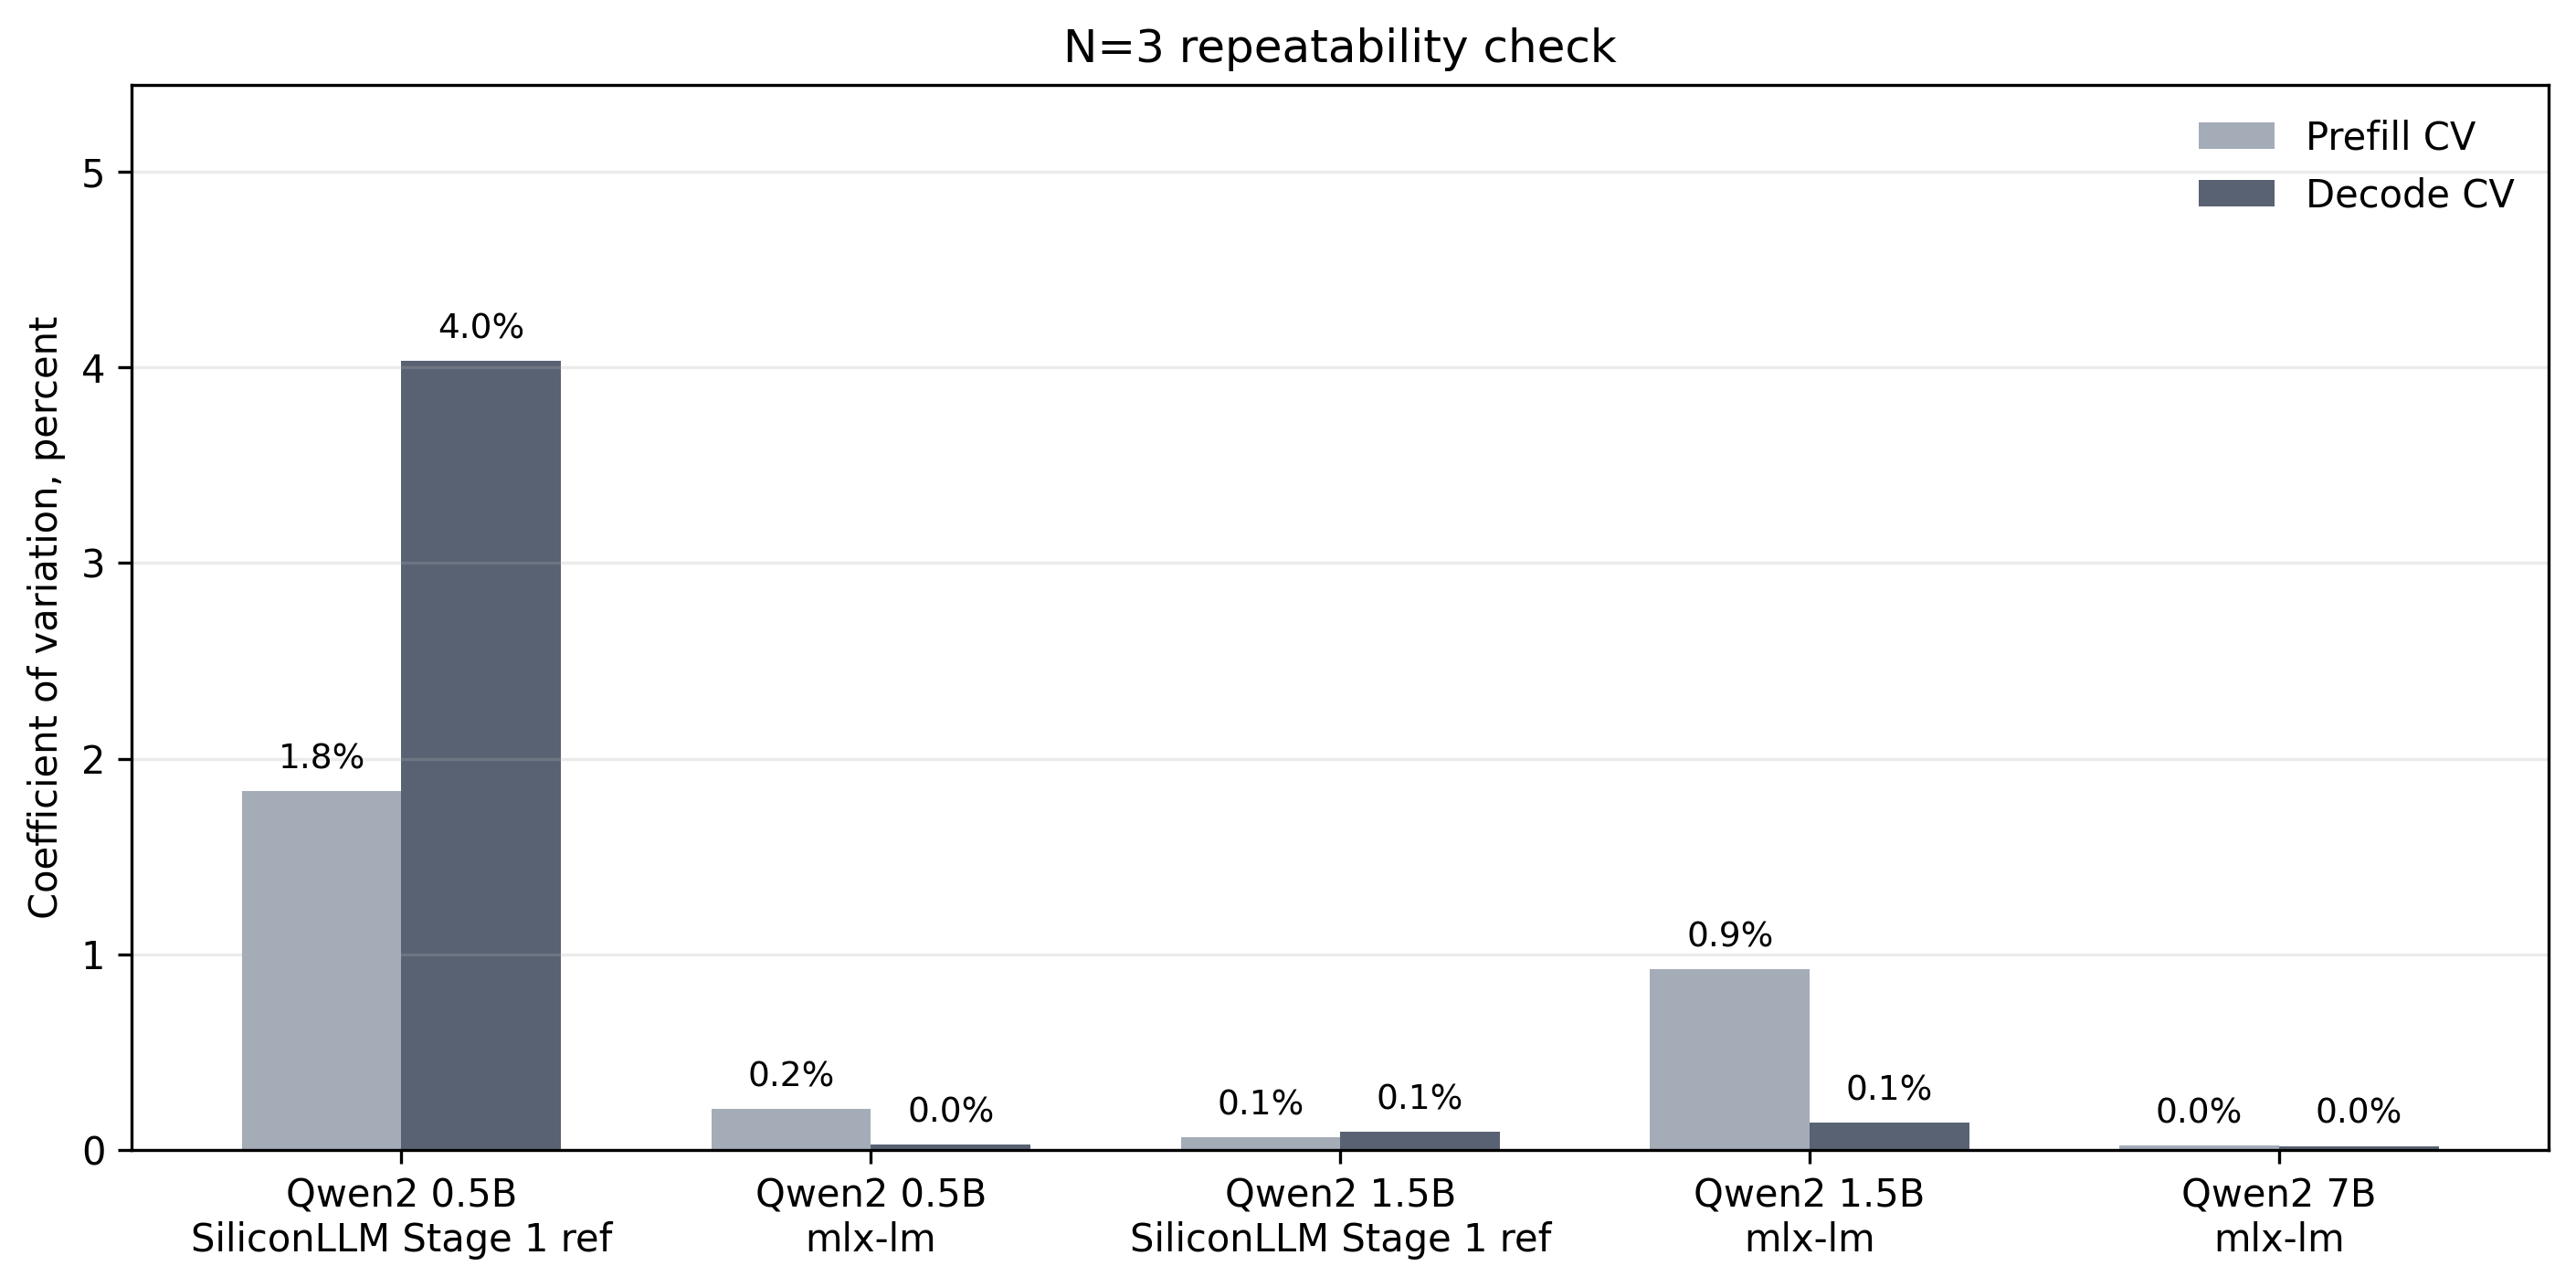 N=3 repeatability check
Prefill CV
Decode CV
Coefficient of variation, percent
5
4
3
2
1
0
1.8%
4.0%
0.2%
0.0%
0.1%
0.1%
0.9%
0.1%
0.0%
0.0%
Qwen2 0.5B
SiliconLLM Stage 1 ref
Qwen2 0.5B
mlx-lm
Qwen2 1.5B
SiliconLLM Stage 1 ref
Qwen2 1.5B
mlx-lm
Qwen2 7B
mlx-lm